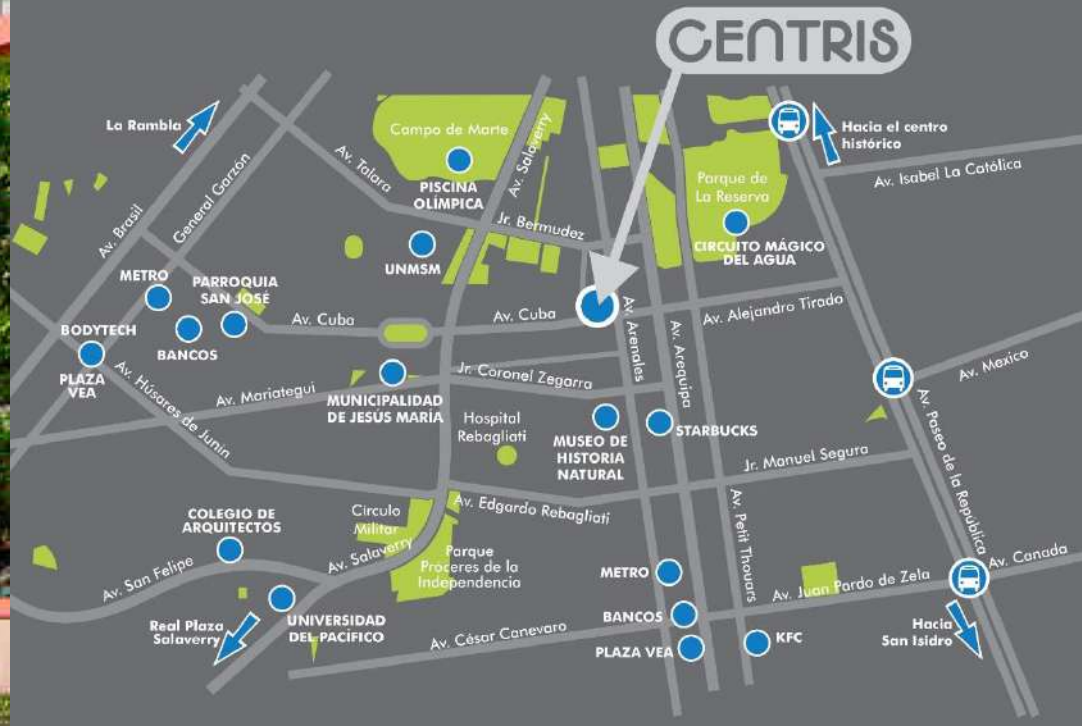 CENTRIS
La Rambla
Campo de Marte
PISCINA
OLÍMPICA
Av. Talara
General Garzón
Av. Brasil
Av. Salaverry
Jr. Bermudez
UNMSM
Parque de
La Reserva
CIRCUITO MÁGICO
DEL AGUA
Hacia el centro
histórico
Av. Isabel La Católica
METRO
PARROQUIA
SAN JOSÉ
BANCOS
BODYTECH
PLAZA
VEA
Av. Cuba
Av. Cuba
Av. Arenales
Av. Alejandro Tirado
Av. Arequipa
Av. Mexico
Av. Húsares de Junin
Av. Mariategui
MUNICIPALIDAD
DE JESÚS MARÍA
Jr. Coronel Zegarra
Hospital
Rebagliati
MUSEO DE
HISTORIA
NATURAL
STARBUCKS
Jr. Manuel Segura
Av. Paseo de la República
COLEGIO DE
ARQUITECTOS
Circulo
Militar
Av. Edgardo Rebagliati
Av. Petit Thouars
Av. San Felipe
Av. Salaverry
Parque
Próceres de la
Independencia
METRO
Av. Juan Pardo de Zela
Av. Canada
Real Plaza
Salaverry
UNIVERSIDAD
DEL PACÍFICO
Av. César Canevaro
BANCOS
PLAZA VEA
KFC
Hacia
San Isidro